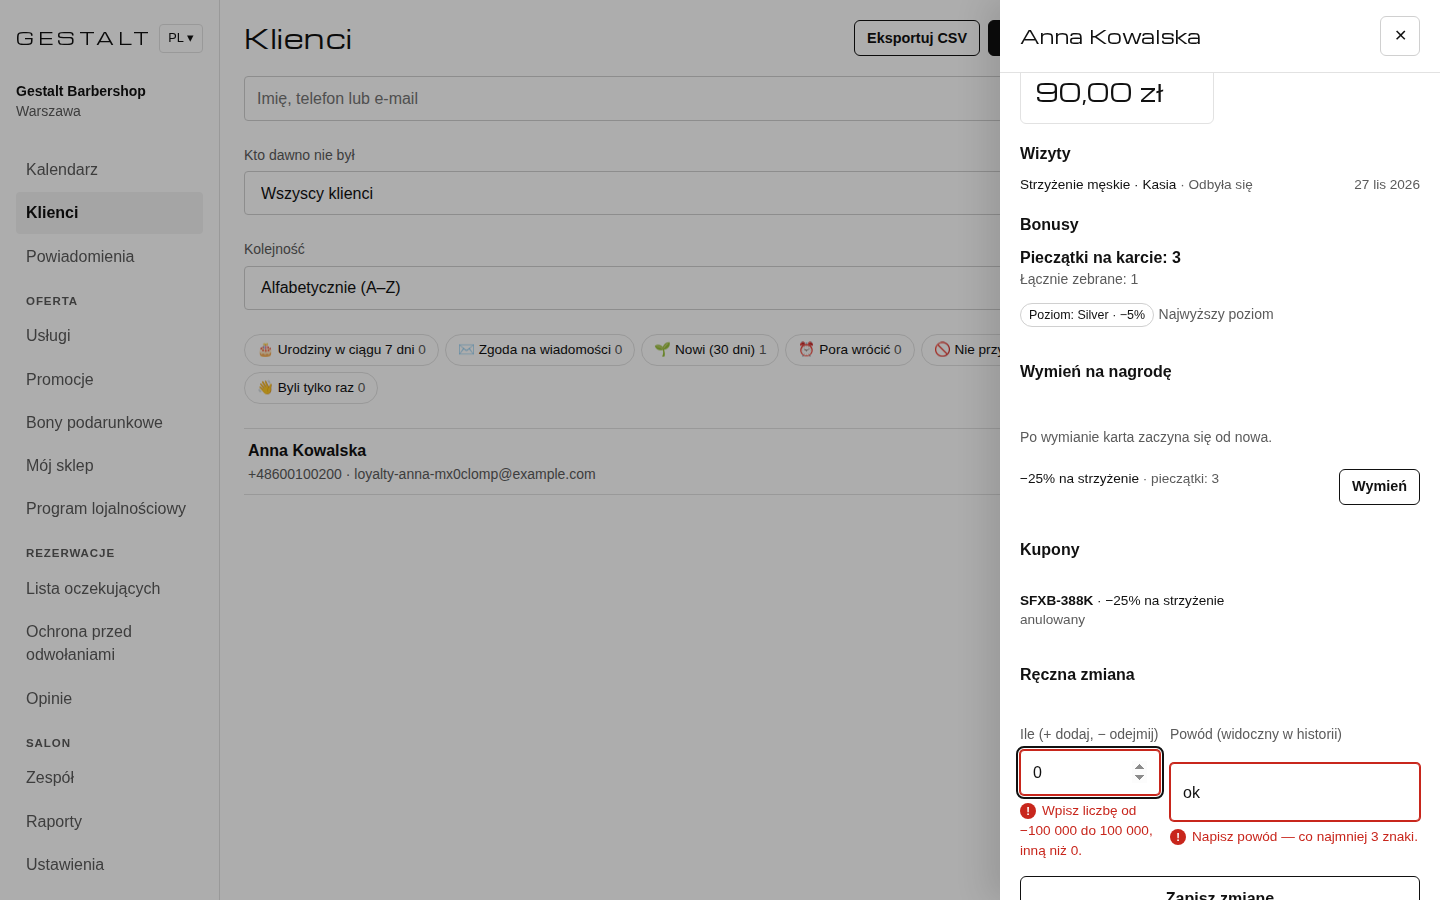 GESTALT
PL ▾
Gestalt Barbershop
Warszawa
Kalendarz
Klienci
Powiadomienia
OFERTA
Usługi
Promocje
Bony podarunkowe
Mój sklep
Program lojalnościowy
REZERWACJE
Lista oczekujących
Ochrona przed
odwołaniami
Opinie
SALON
Zespół
Raporty
Ustawienia
Klienci
Eksportuj CSV
Imię, telefon lub e-mail
Kto dawno nie był
Wszyscy klienci
Kolejność
Alfabetycznie (A–Z)
🎂 Urodziny w ciągu 7 dni 0
✉️ Zgoda na wiadomości 0
🌱 Nowi (30 dni) 1
⏰ Pora wrócić 0
🚫 Nie przy
👋 Byli tylko raz 0
Anna Kowalska
+48600100200 · loyalty-anna-mx0clomp@example.com
Anna Kowalska
✕
90,00 zł
Wizyty
Strzyżenie męskie · Kasia · Odbyła się
27 lis 2026
Bonusy
Pieczątki na karcie: 3
Łącznie zebrane: 1
Poziom: Silver · −5% Najwyższy poziom
Wymień na nagrodę
Po wymianie karta zaczyna się od nowa.
−25% na strzyżenie · pieczątki: 3
Wymień
Kupony
SFXB-388K · −25% na strzyżenie
anulowany
Ręczna zmiana
Ile (+ dodaj, − odejmij)
Powód (widoczny w historii)
0
ok
! Wpisz liczbę od
−100 000 do 100 000,
inną niż 0.
! Napisz powód — co najmniej 3 znaki.
Zapisz zmianę